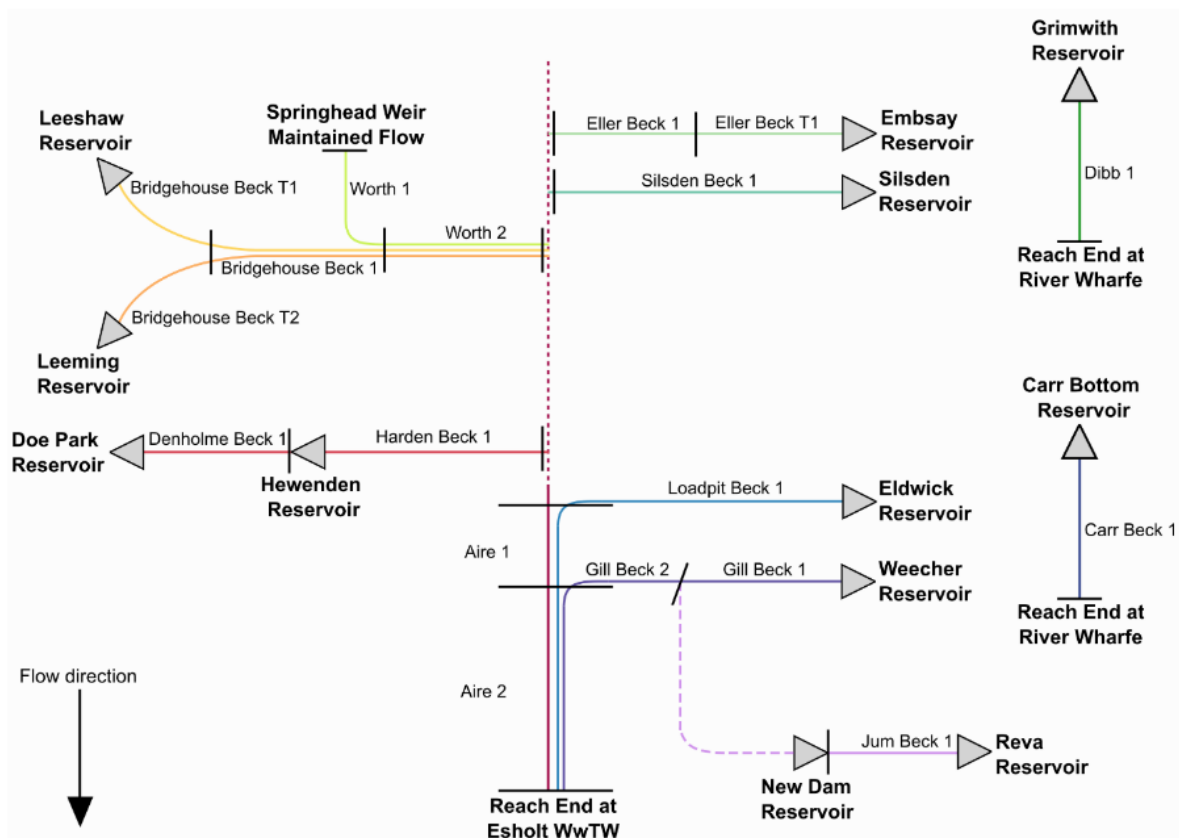 Grimwith
Reservoir
Leeshaw
Reservoir
Springhead Weir
Maintained Flow
Eller Beck 1
Eller Beck T1
Embsay
Reservoir
Bridgehouse Beck T1
Worth 1
Silsden Beck 1
Silsden
Reservoir
Dibb 1
Worth 2
Bridgehouse Beck 1
Reach End at
River Wharfe
Bridgehouse Beck T2
Leeming
Reservoir
Carr Bottom
Reservoir
Doe Park
Reservoir
Denholme Beck 1
Harden Beck 1
Hewenden
Reservoir
Loadpit Beck 1
Eldwick
Reservoir
Carr Beck 1
Aire 1
Gill Beck 2
Gill Beck 1
Weecher
Reservoir
Reach End at
River Wharfe
Flow direction
Aire 2
Jum Beck 1
Reva
Reservoir
New Dam
Reservoir
Reach End at
Esholt WwTW